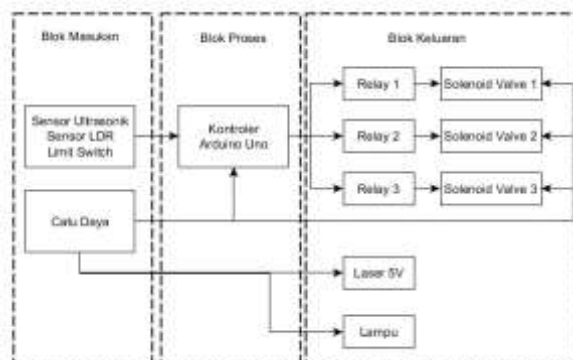 Blok Masukan
Blok Proses
Blok Keluaran
Sensor Ultrasonik
Sensor LDR
Limit Switch
Catu Daya
Kontroler
Arduino Uno
Relay 1
Solenoid Valve 1
Relay 2
Solenoid Valve 2
Relay 3
Solenoid Valve 3
Laser 5V
Lampu